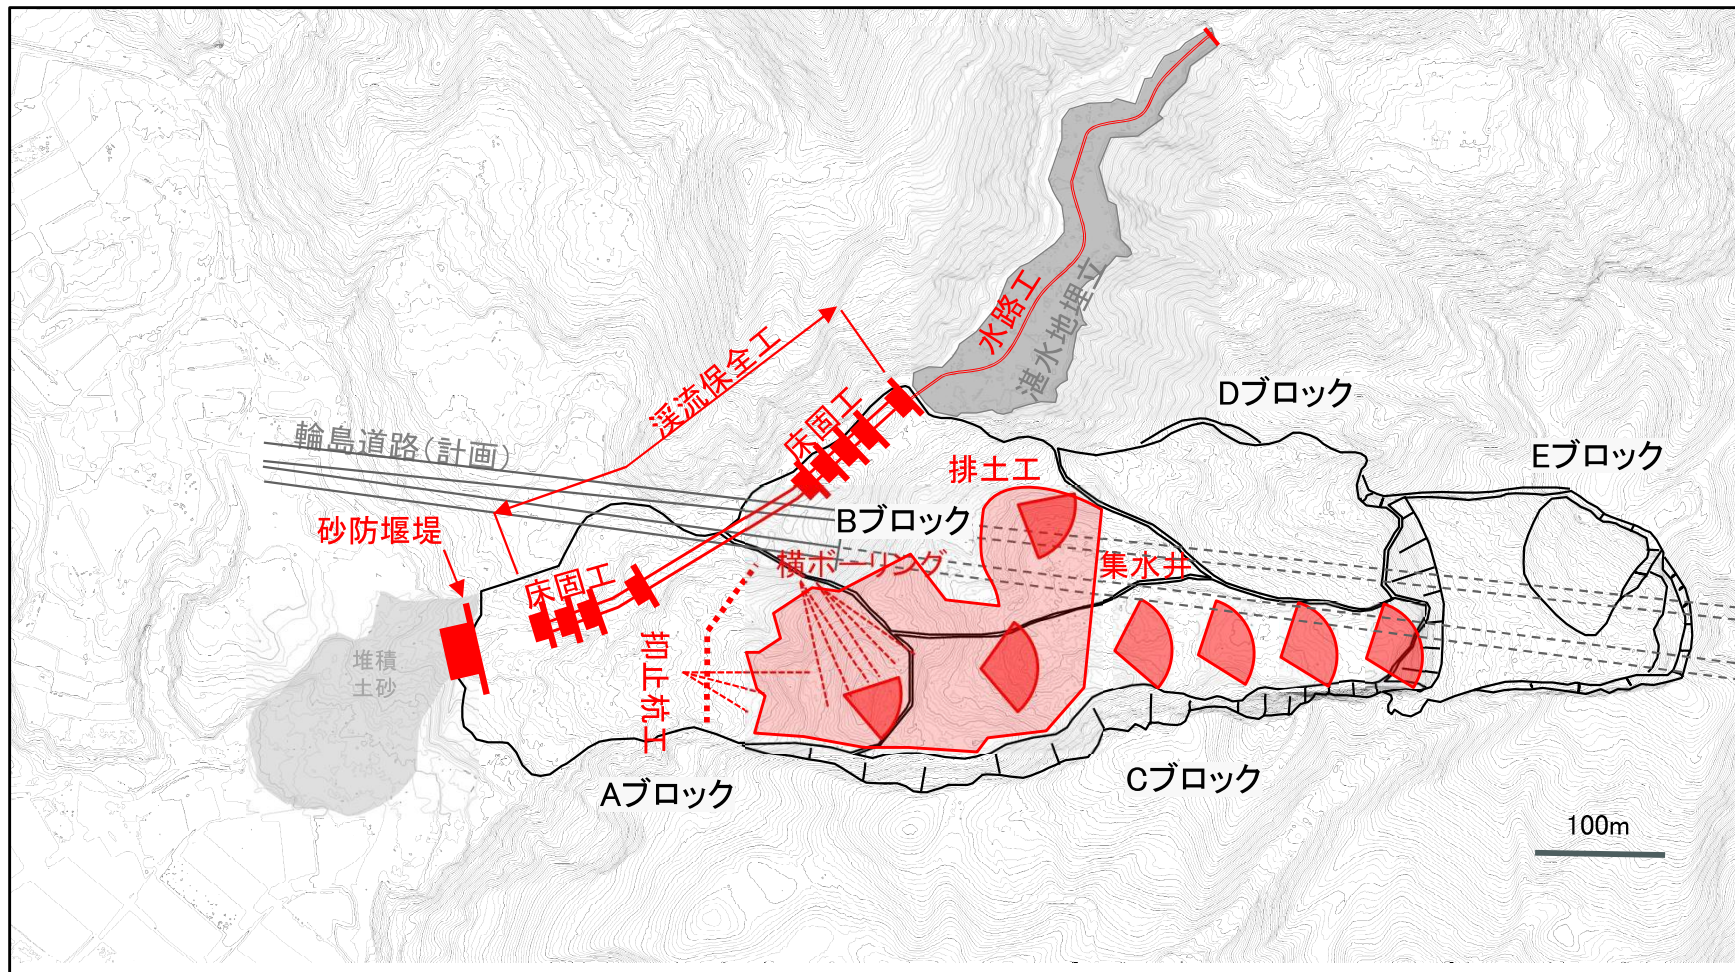 水路工
湛水地埋立
渓流保全工
床固工
Dブロック
輪島道路(計画)
排土工
Eブロック
砂防堰堤
Bブロック
横ボーリング
集水井
床固工
抑止杭工
堆積
土砂
Aブロック
Cブロック
100m